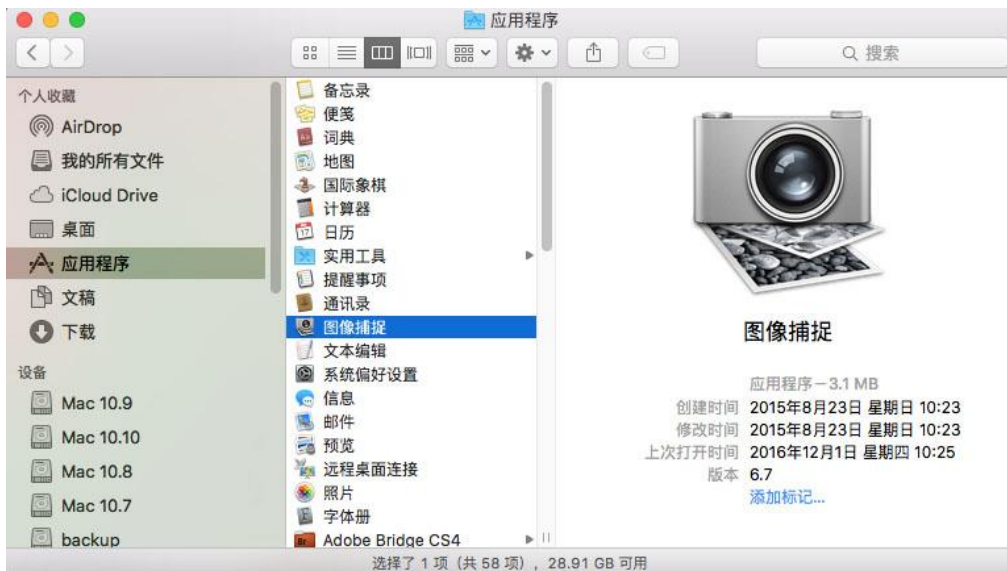 应用程序
搜索
个人收藏
AirDrop
我的所有文件
iCloud Drive
桌面
应用程序
文稿
下载
设备
Mac 10.9
Mac 10.10
Mac 10.8
Mac 10.7
backup
备忘录
便笺
词典
地图
国际象棋
计算器
日历
实用工具
提醒事项
通讯录
图像捕捉
文本编辑
系统偏好设置
信息
邮件
预览
远程桌面连接
照片
字体册
Adobe Bridge CS4
图像捕捉
应用程序－3.1 MB
创建时间 2015年8月23日 星期日 10:23
修改时间 2015年8月23日 星期日 10:23
上次打开时间 2016年12月1日 星期四 10:25
版本 6.7
添加标记...
选择了 1 项（共 58 项），28.91 GB 可用